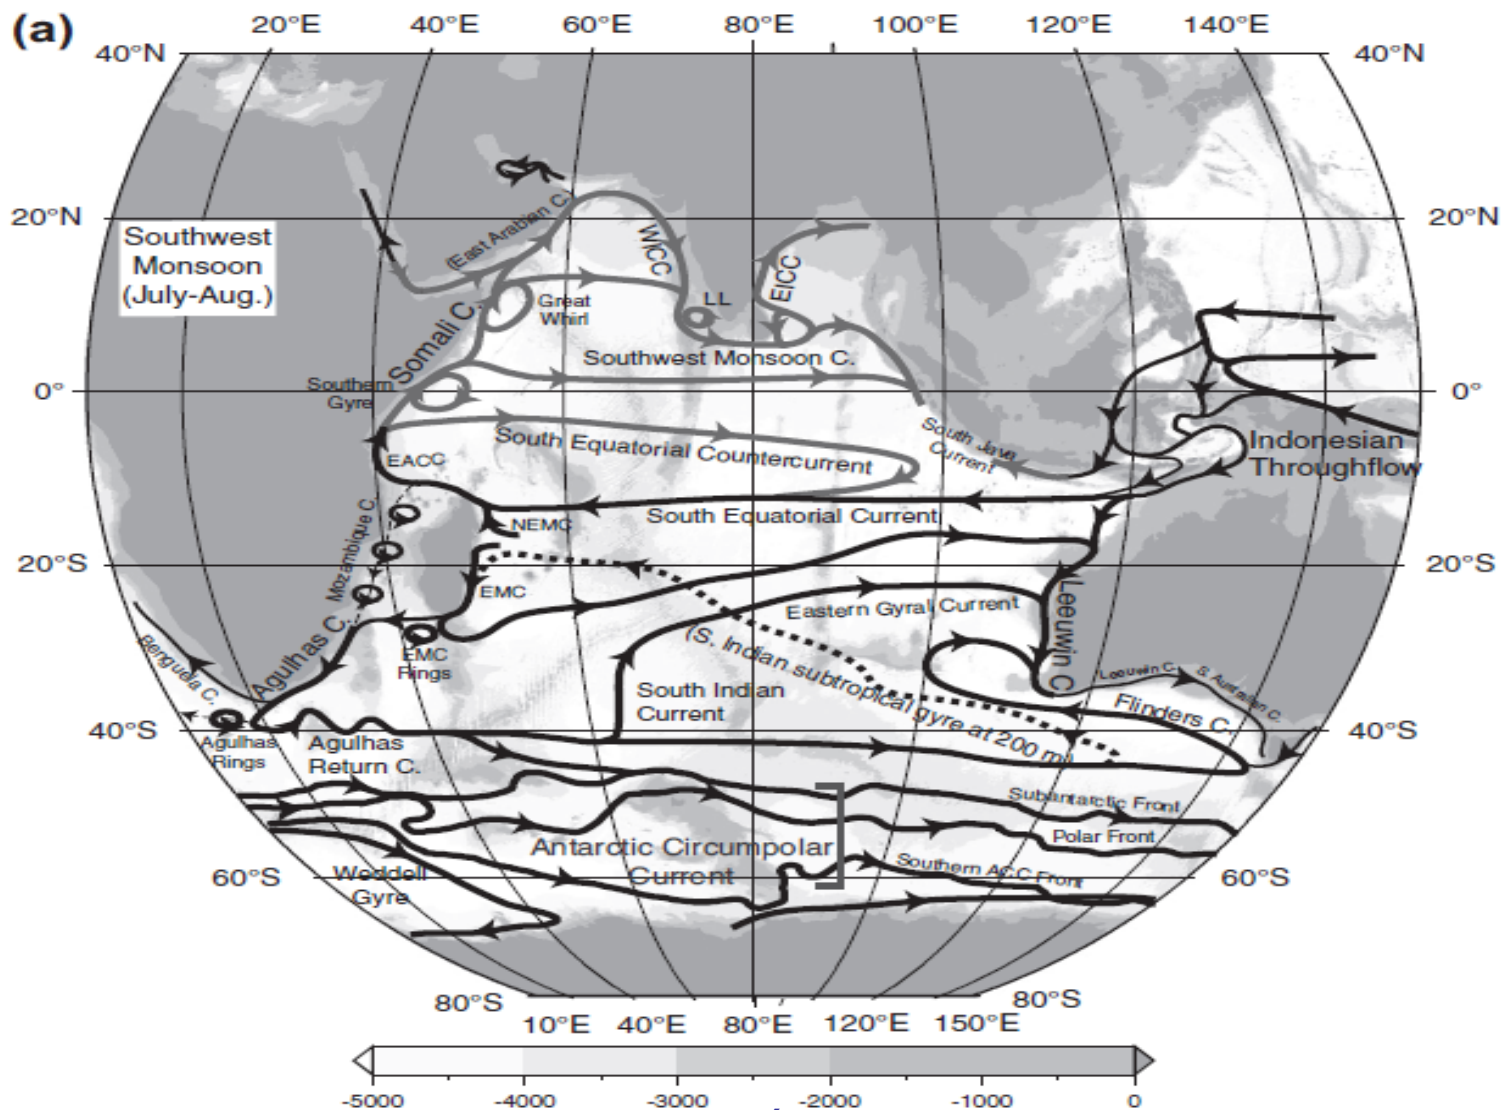 (a)
20°E 40°E 60°E 80°E 100°E 120°E 140°E
40°N 40°N
20°N 20°N
Southwest
Monsoon
(July-Aug.)
(East Arabian C.)
WICC
EICC
LL
Great
Whirl
Somali C.
Southwest Monsoon C.
Southern
Gyre
0° 0°
South Equatorial Countercurrent
South Java
Current
Indonesian
Throughflow
EACC
Mozambique C.
NEMC
South Equatorial Current
20°S 20°S
EMC
Eastern Gyral Current
Leeuwin C.
Agulhas C.
EMC
Rings
Benguela C.
(S. Indian subtropical gyre at 200 m)
South Indian
Current
Leeuwin C.
S. Australian C.
Flinders C.
40°S 40°S
Agulhas
Rings
Agulhas
Return C.
Subantarctic Front
Polar Front
Antarctic Circumpolar
Current
Southern ACC Front
Weddell
Gyre
60°S 60°S
80°S 80°S
10°E 40°E 80°E 120°E 150°E
-5000 -4000 -3000 -2000 -1000 0